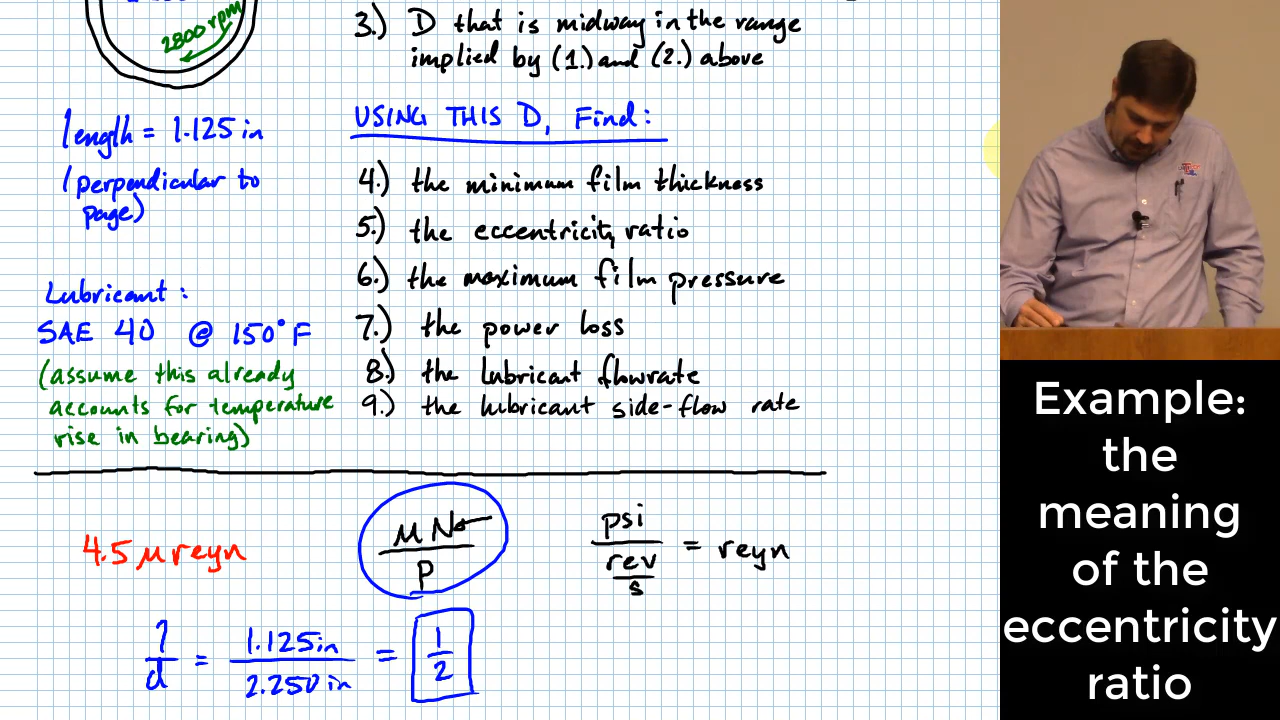 2800 rpm
3.) D that is midway in the range
implied by (1.) and (2.) above
length = 1.125 in
(perpendicular to
page)
Lubricant:
SAE 40 @ 150°F
(assume this already
accounts for temperature
rise in bearing)
USING THIS D, Find:
4.) the minimum film thickness
5.) the eccentricity ratio
6.) the maximum film pressure
7.) the power loss
8.) the lubricant flowrate
9.) the lubricant side-flow rate
4.5 μreyn
μN
P
psi
rev
s
= reyn
l
d
=
1.125in
2.250 in
=
1
2
Example:
the
meaning
of the
eccentricity
ratio